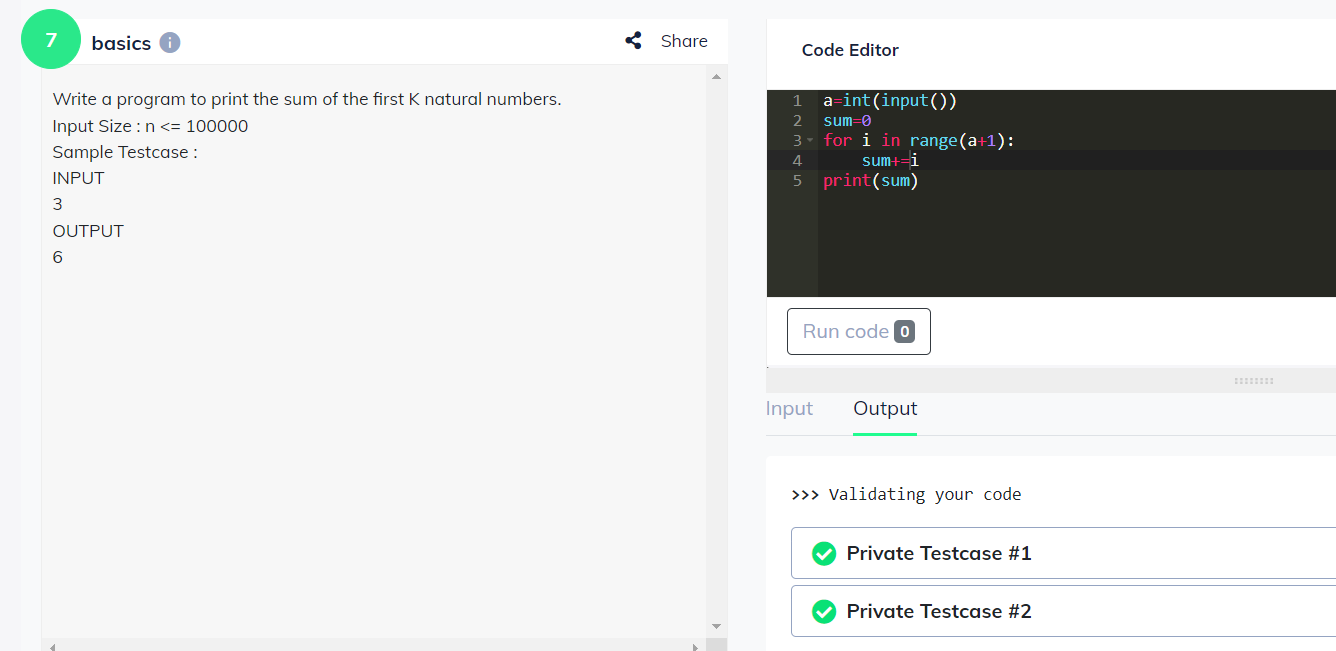 7
basics i
Share
Write a program to print the sum of the first K natural numbers.
Input Size : n <= 100000
Sample Testcase :
INPUT
3
OUTPUT
6
Code Editor
1 a=int(input())
2 sum=0
3 for i in range(a+1):
4     sum+=i
5 print(sum)
Run code 0
Input Output
>>> Validating your code
Private Testcase #1
Private Testcase #2